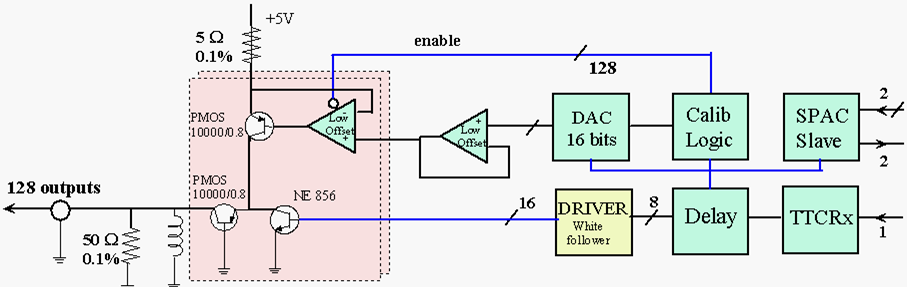 +5V
5 Ω
0.1%
enable
128
2
PMOS
10000/0.8
-
Low
Offset
+
+
Low
Offset
-
DAC
16 bits
Calib
Logic
SPAC
Slave
2
PMOS
10000/0.8
NE 856
128 outputs
16
DRIVER
White
follower
8
Delay
TTCRx
1
50 Ω
0.1%